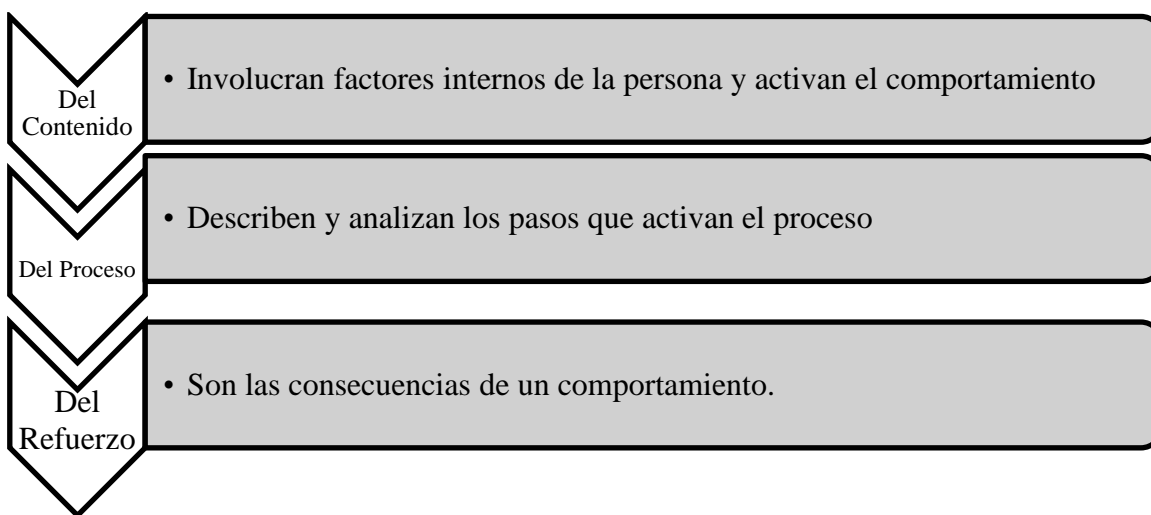 Del
Contenido
• Involucran factores internos de la persona y activan el comportamiento
Del Proceso
• Describen y analizan los pasos que activan el proceso
Del
Refuerzo
• Son las consecuencias de un comportamiento.